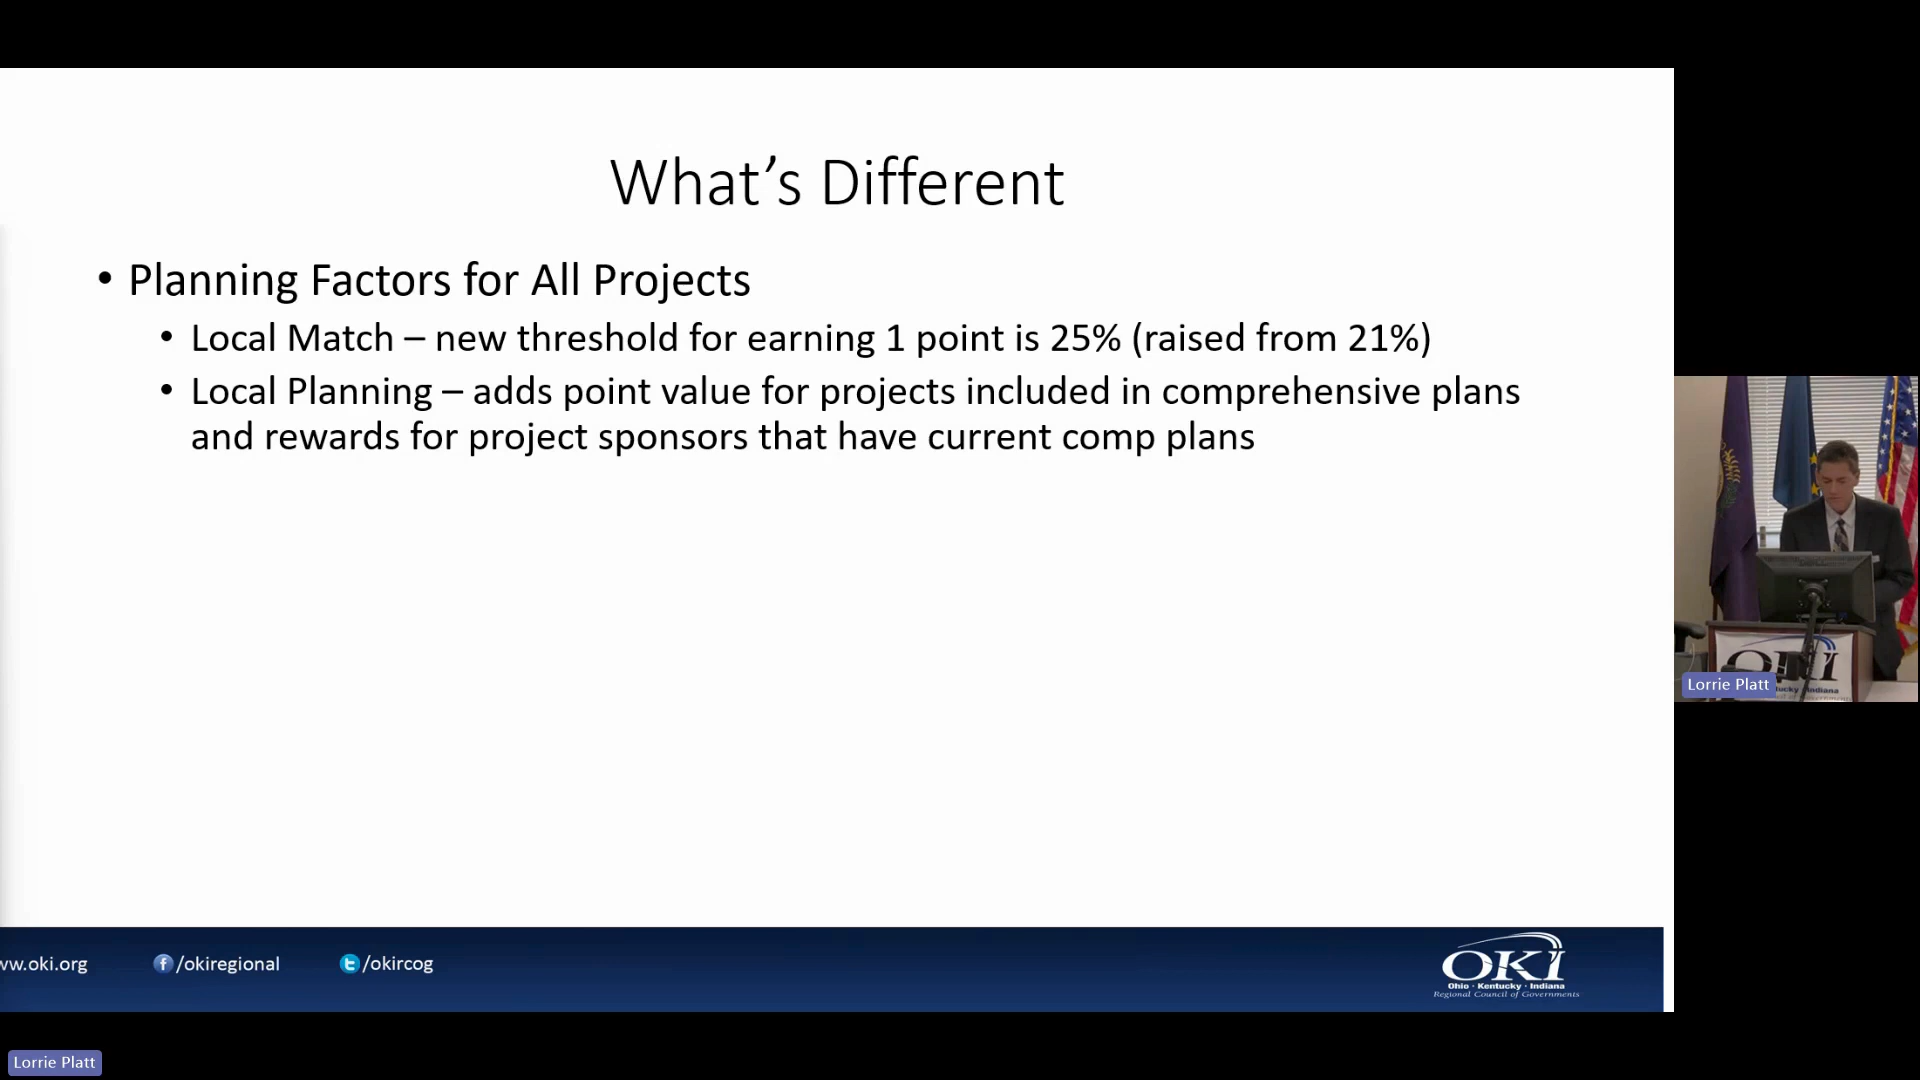 What’s Different
• Planning Factors for All Projects
• Local Match – new threshold for earning 1 point is 25% (raised from 21%)
• Local Planning – adds point value for projects included in comprehensive plans
and rewards for project sponsors that have current comp plans
OKI
Lorrie Platt
ucky · Indiana
w.oki.org
/okiregional
/okircog
OKI
Ohio · Kentucky · Indiana
Regional Council of Governments
Lorrie Platt